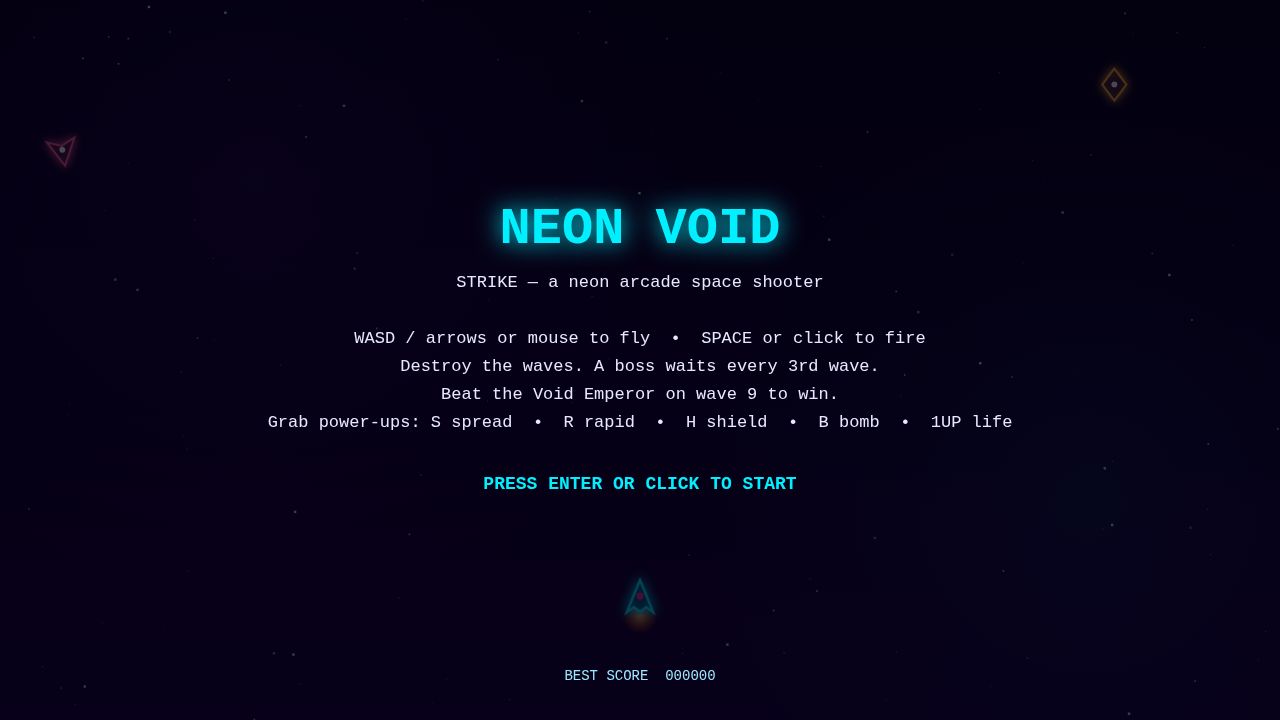 NEON VOID
STRIKE — a neon arcade space shooter
WASD / arrows or mouse to fly • SPACE or click to fire
Destroy the waves. A boss waits every 3rd wave.
Beat the Void Emperor on wave 9 to win.
Grab power-ups: S spread • R rapid • H shield • B bomb • 1UP life
PRESS ENTER OR CLICK TO START
BEST SCORE 000000